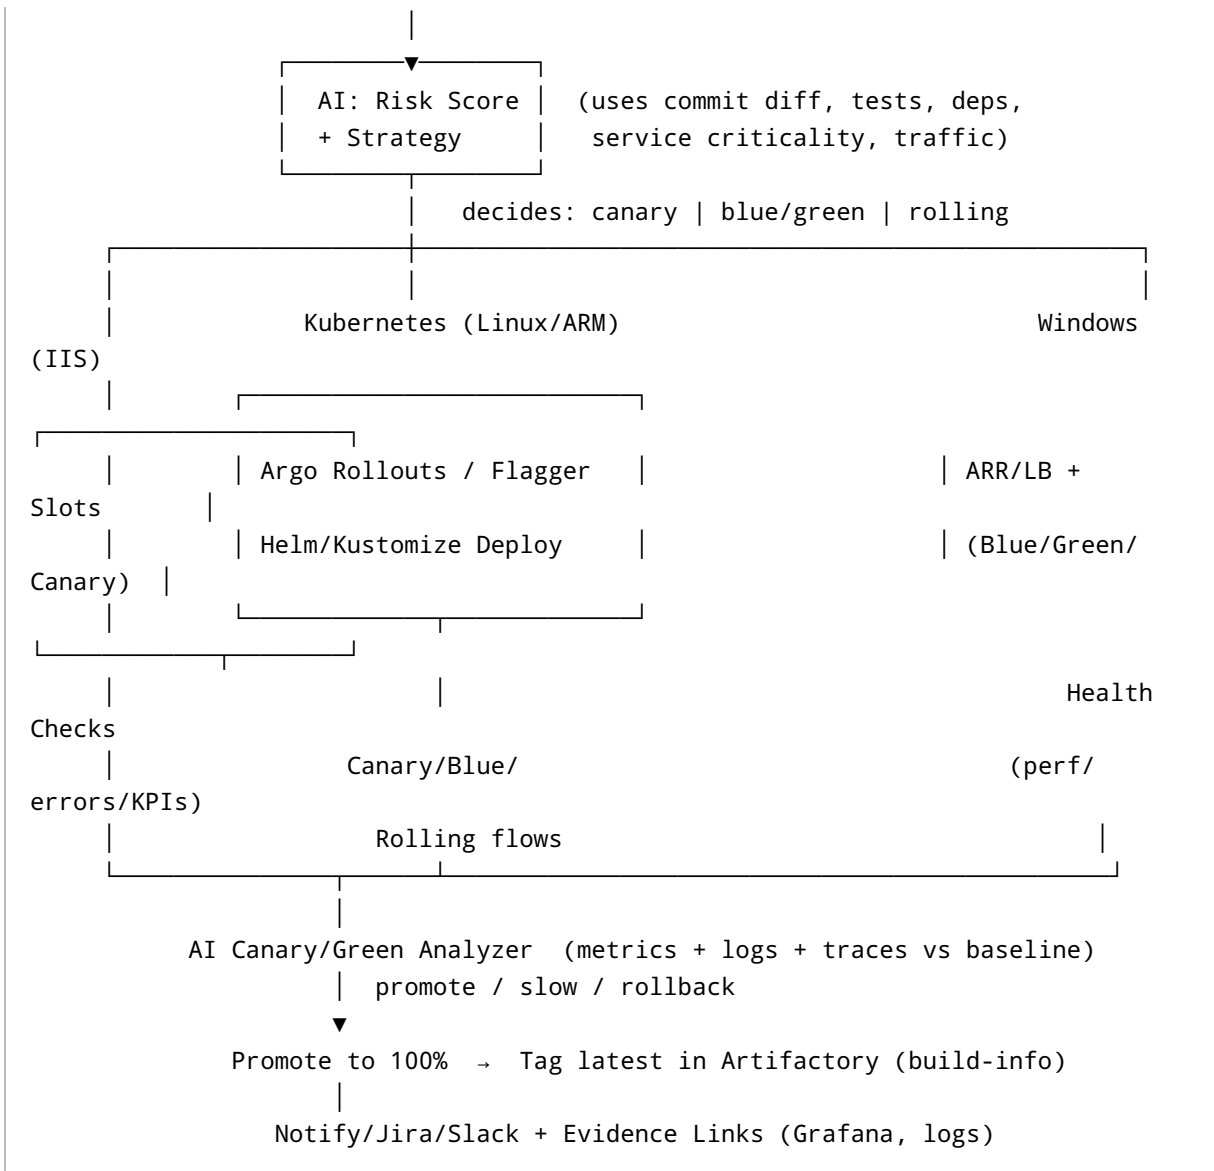 AI: Risk Score (uses commit diff, tests, deps,
+ Strategy service criticality, traffic)
decides: canary | blue/green | rolling
Kubernetes (Linux/ARM) Windows
(IIS)
Argo Rollouts / Flagger ARR/LB +
Slots
Helm/Kustomize Deploy (Blue/Green/
Canary)
Health
Checks
Canary/Blue/ (perf/
errors/KPIs)
Rolling flows
AI Canary/Green Analyzer (metrics + logs + traces vs baseline)
promote / slow / rollback
Promote to 100% → Tag latest in Artifactory (build-info)
Notify/Jira/Slack + Evidence Links (Grafana, logs)